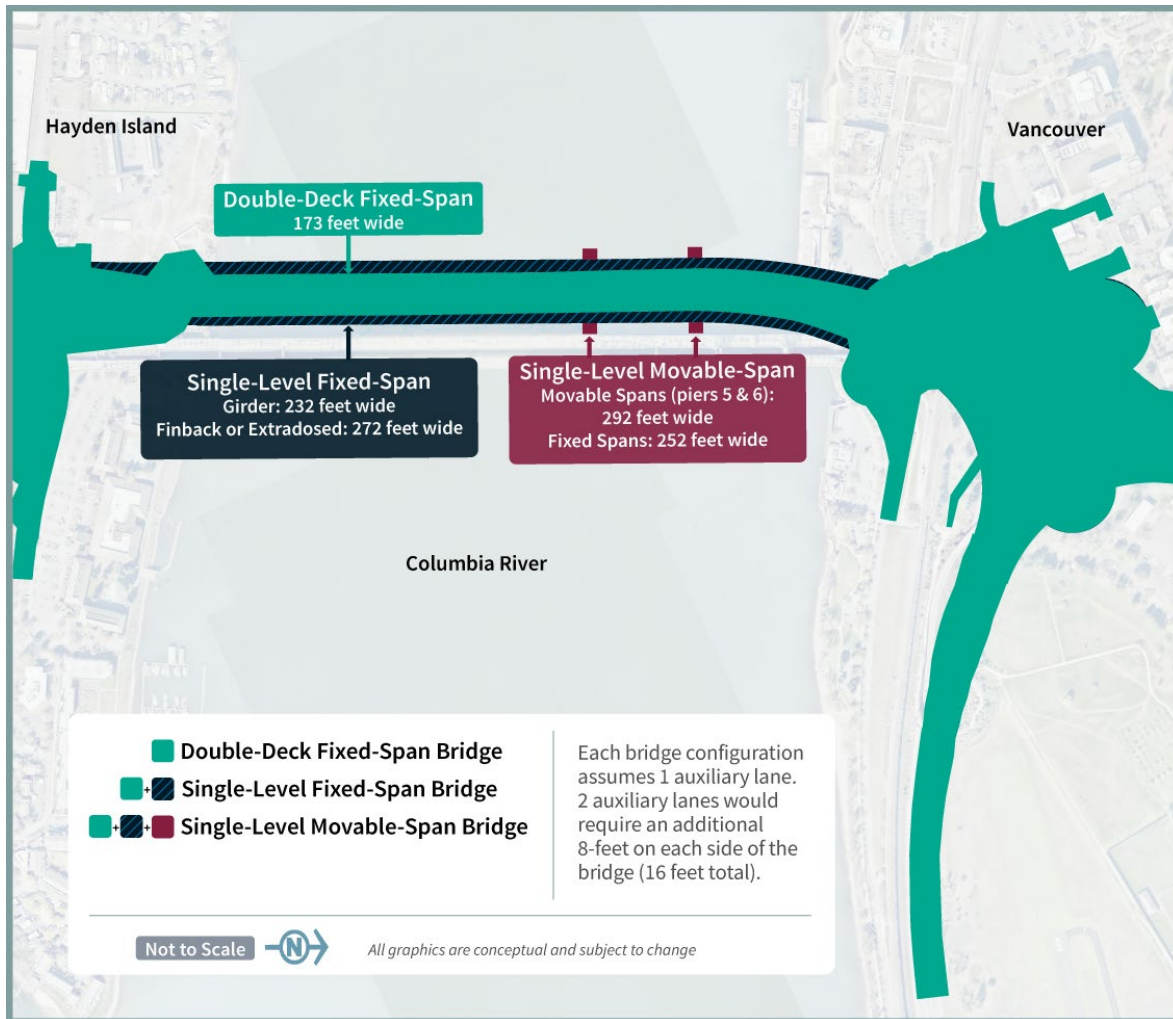 Hayden Island
Vancouver
Double-Deck Fixed-Span
173 feet wide
Single-Level Fixed-Span
Girder: 232 feet wide
Finback or Extradosed: 272 feet wide
Single-Level Movable-Span
Movable Spans (piers 5 & 6):
292 feet wide
Fixed Spans: 252 feet wide
Columbia River
Double-Deck Fixed-Span Bridge
+ Single-Level Fixed-Span Bridge
+ + Single-Level Movable-Span Bridge
Each bridge configuration
assumes 1 auxiliary lane.
2 auxiliary lanes would
require an additional
8-feet on each side of the
bridge (16 feet total).
Not to Scale
N
All graphics are conceptual and subject to change